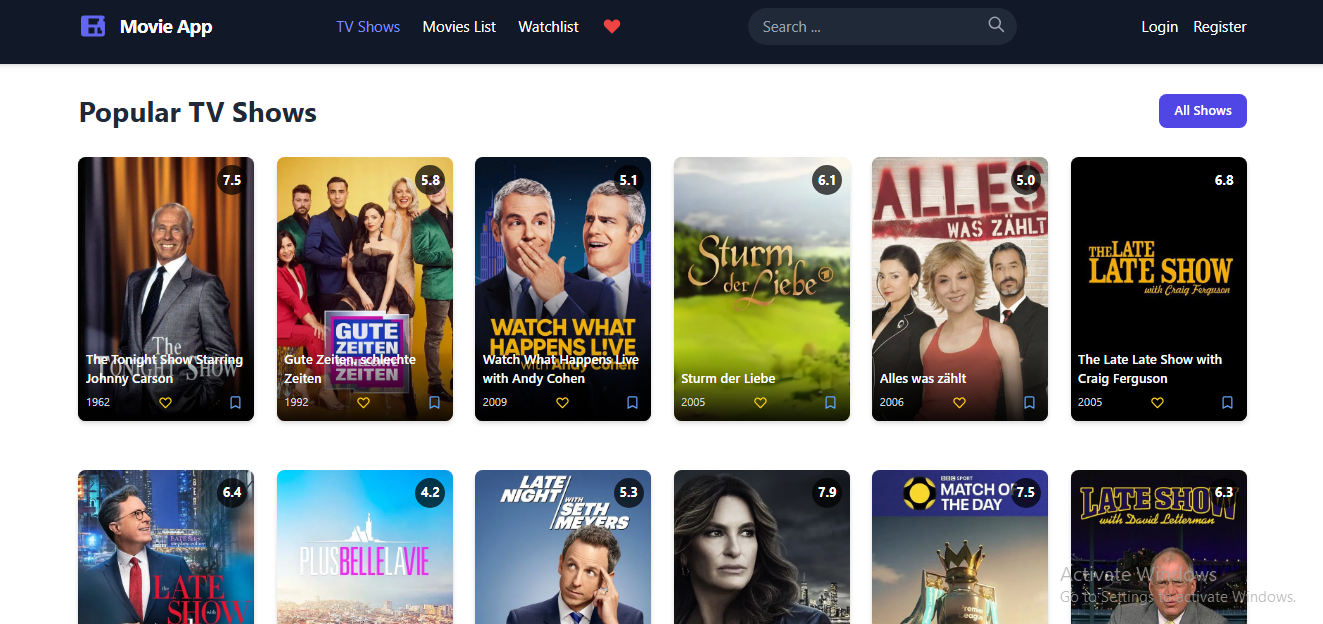 Movie App
TV Shows
Movies List
Watchlist
Search ...
Login
Register
Popular TV Shows
All Shows
7.5
The Tonight Show
The Tonight Show Starring
Johnny Carson
1962
5.8
GUTE
ZEITEN
ZEITEN
Gute Zeiten, schlechte
Zeiten
1992
5.1
WATCH WHAT
HAPPENS L!VE
with Andy Cohen
Watch What Happens Live
with Andy Cohen
2009
6.1
Sturm
der Liebe
Sturm der Liebe
2005
5.0
ALLES
WAS ZÄHLT
Alles was zählt
2006
6.8
THE LATE
LATE SHOW
with Craig Ferguson
The Late Late Show with
Craig Ferguson
2005
6.4
the LATE
SHOW with
4.2
PLUS BELLE LA VIE
5.3
LATE
NIGHT WITH
SETH
MEYERS
7.9
7.5
BBC SPORT
MATCH OF
THE DAY
6.3
LATE SHOW
with David Letterman
Activate Windows
Go to Settings to activate Windows.